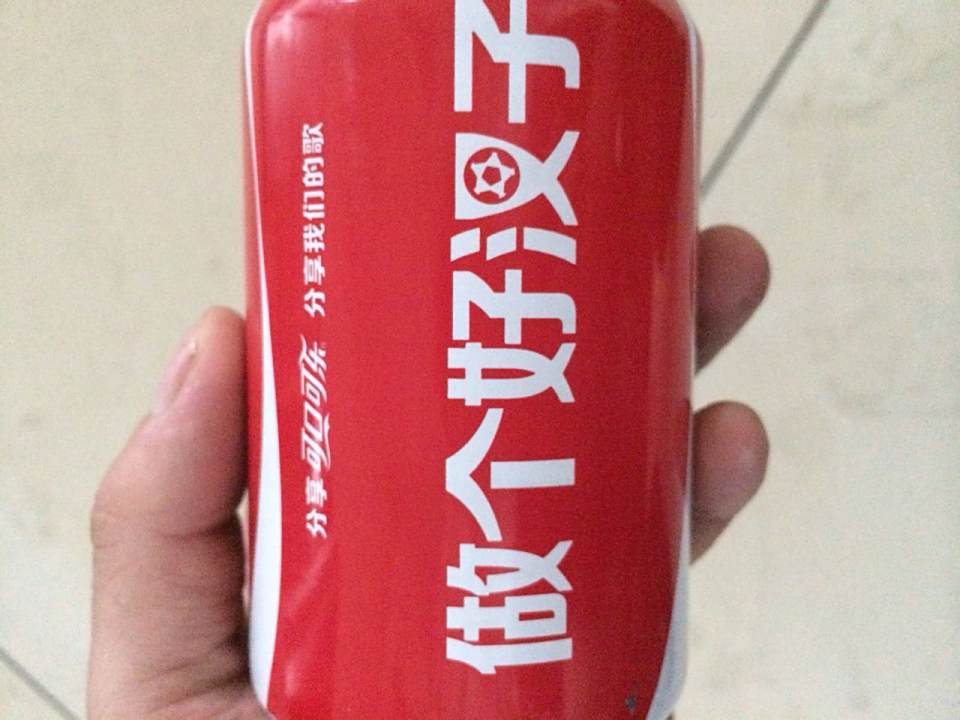 分享可口可乐 分享我们的歌
做个好汉子